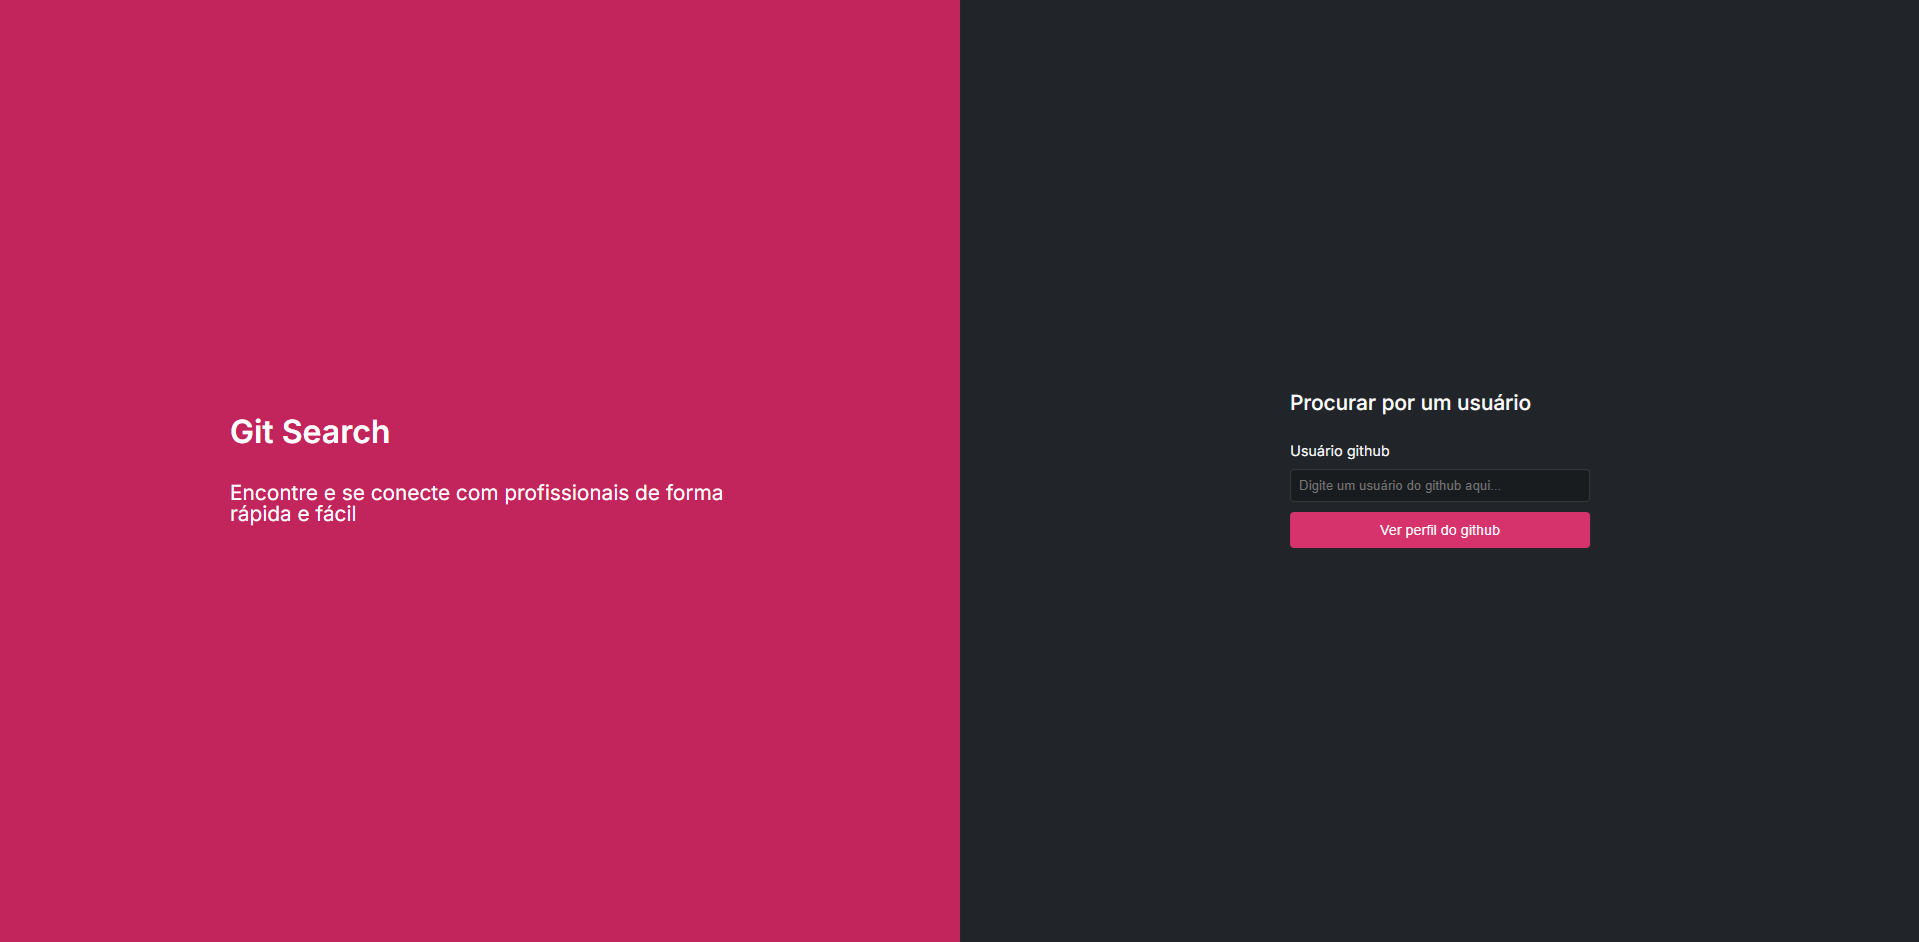 Git Search
Encontre e se conecte com profissionais de forma
rápida e fácil
Procurar por um usuário
Usuário github
Digite um usuário do github aqui...
Ver perfil do github